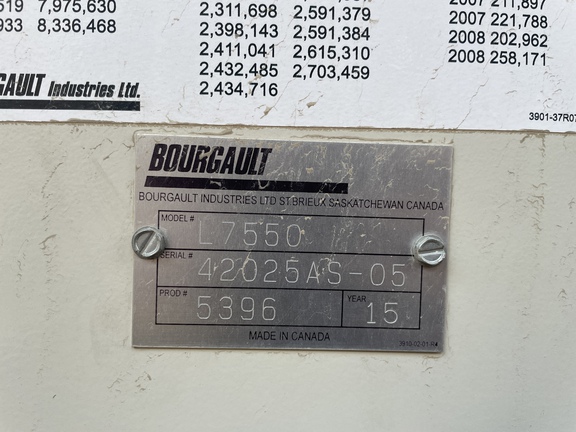 519 7,975,630
933 8,336,468
2,311,698 2,591,379
2,398,143 2,591,384
2,411,041 2,615,310
2,432,485 2,703,459
2,434,716
2007 211,897
2007 221,788
2008 202,962
2008 258,171
GAULT Industries Ltd.
3901-37R07
BOURGAULT
BOURGAULT INDUSTRIES LTD ST.BRIEUX SASKATCHEWAN CANADA
MODEL# L7550
SERIAL# 42025AS-05
PROD# 5396 YEAR 15
MADE IN CANADA